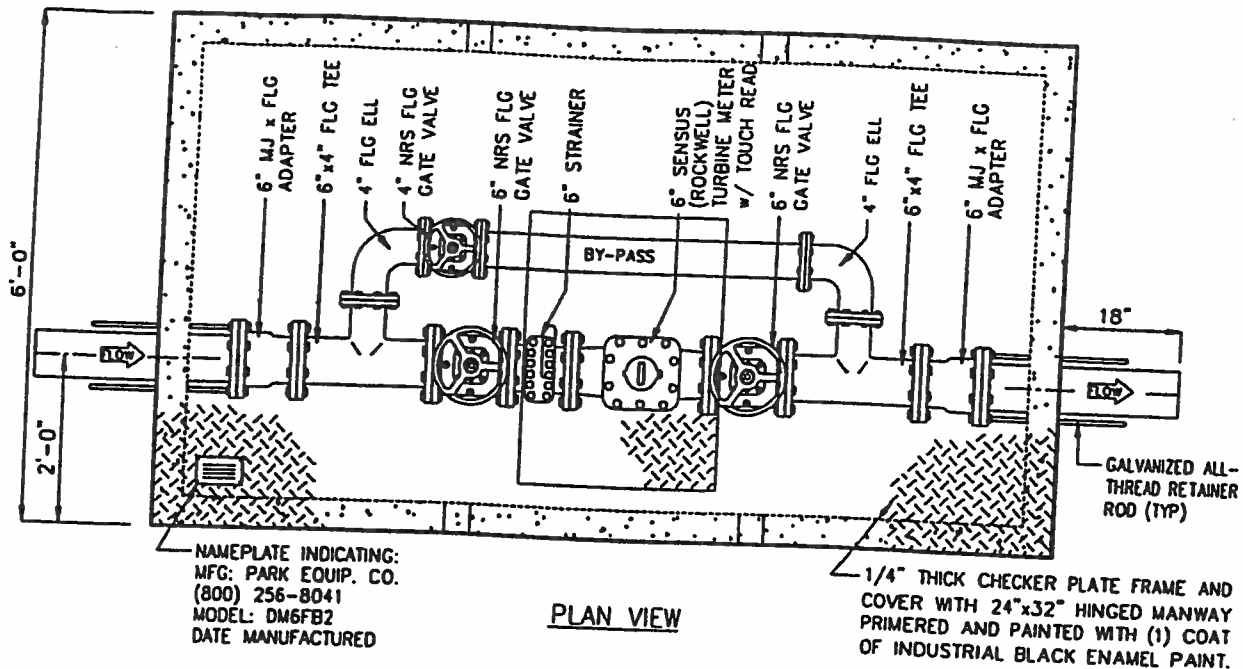 6" MJ x FLG
ADAPTER
6"x4" FLG TEE
4" FLG ELL
4" NRS FLG
GATE VALVE
6" NRS FLG
GATE VALVE
6" STRAINER
6" SENSUS
(ROCKWELL)
TURBINE METER
w/ TOUCH READ
6" NRS FLG
GATE VALVE
4" FLG ELL
6"x4" FLG TEE
6" MJ x FLG
ADAPTER
6'-0"
2'-0"
BY-PASS
FLOW
18"
FLOW
GALVANIZED ALL-
THREAD RETAINER
ROD (TYP)
NAMEPLATE INDICATING:
MFG: PARK EQUIP. CO.
(800) 256-8041
MODEL: DM6FB2
DATE MANUFACTURED
PLAN VIEW
1/4" THICK CHECKER PLATE FRAME AND
COVER WITH 24"x32" HINGED MANWAY
PRIMERED AND PAINTED WITH (1) COAT
OF INDUSTRIAL BLACK ENAMEL PAINT.